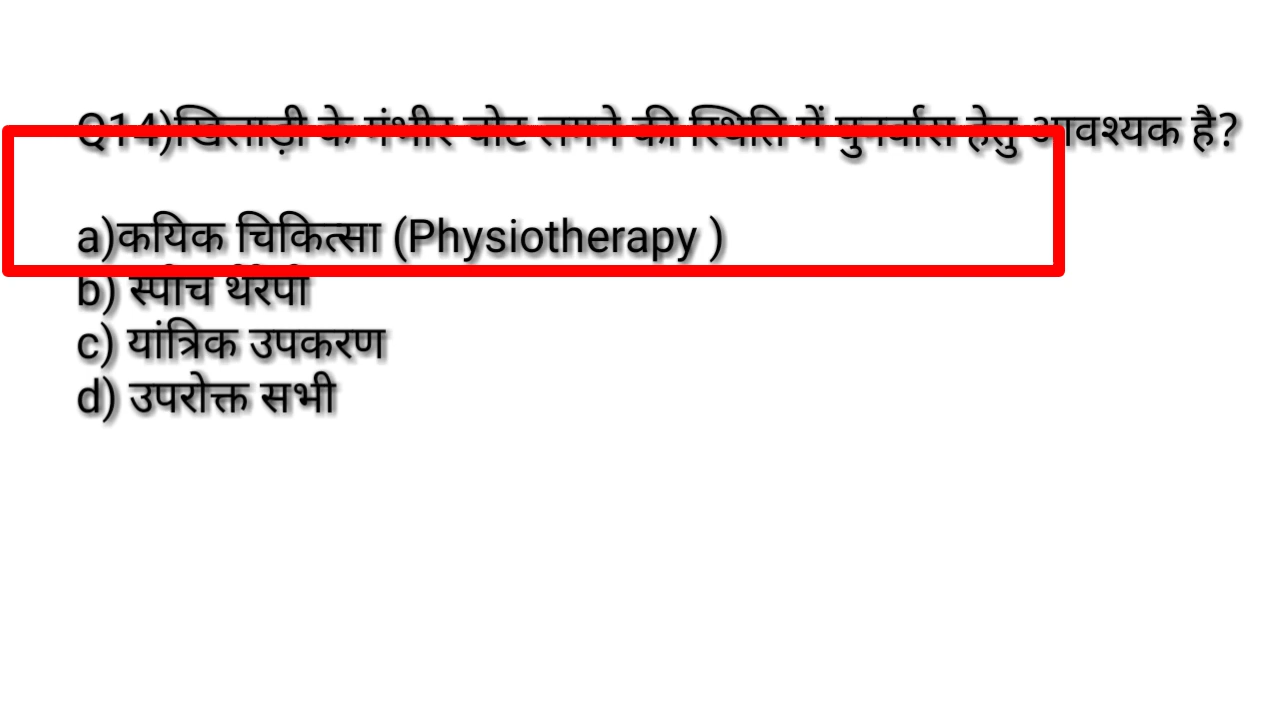 Q14)खिलाड़ी के गंभीर चोट लगने की स्थिति में पुनर्वास हेतु आवश्यक है?
a)कयिक चिकित्सा (Physiotherapy )
b) स्पीच थैरेपी
c) यांत्रिक उपकरण
d) उपरोक्त सभी